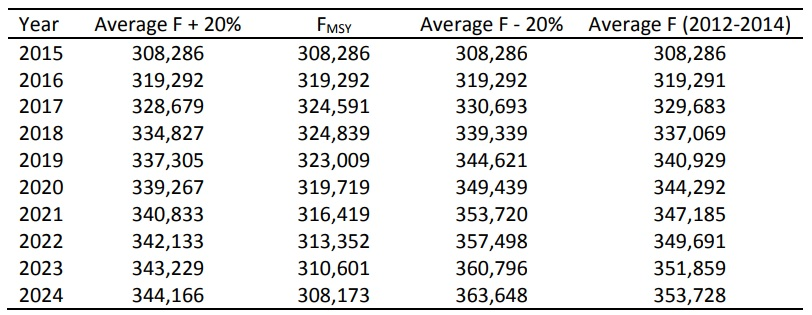 Year Average F + 20% FMSY Average F - 20% Average F (2012-2014)
2015 308,286 308,286 308,286 308,286
2016 319,292 319,292 319,292 319,291
2017 328,679 324,591 330,693 329,683
2018 334,827 324,839 339,339 337,069
2019 337,305 323,009 344,621 340,929
2020 339,267 319,719 349,439 344,292
2021 340,833 316,419 353,720 347,185
2022 342,133 313,352 357,498 349,691
2023 343,229 310,601 360,796 351,859
2024 344,166 308,173 363,648 353,728